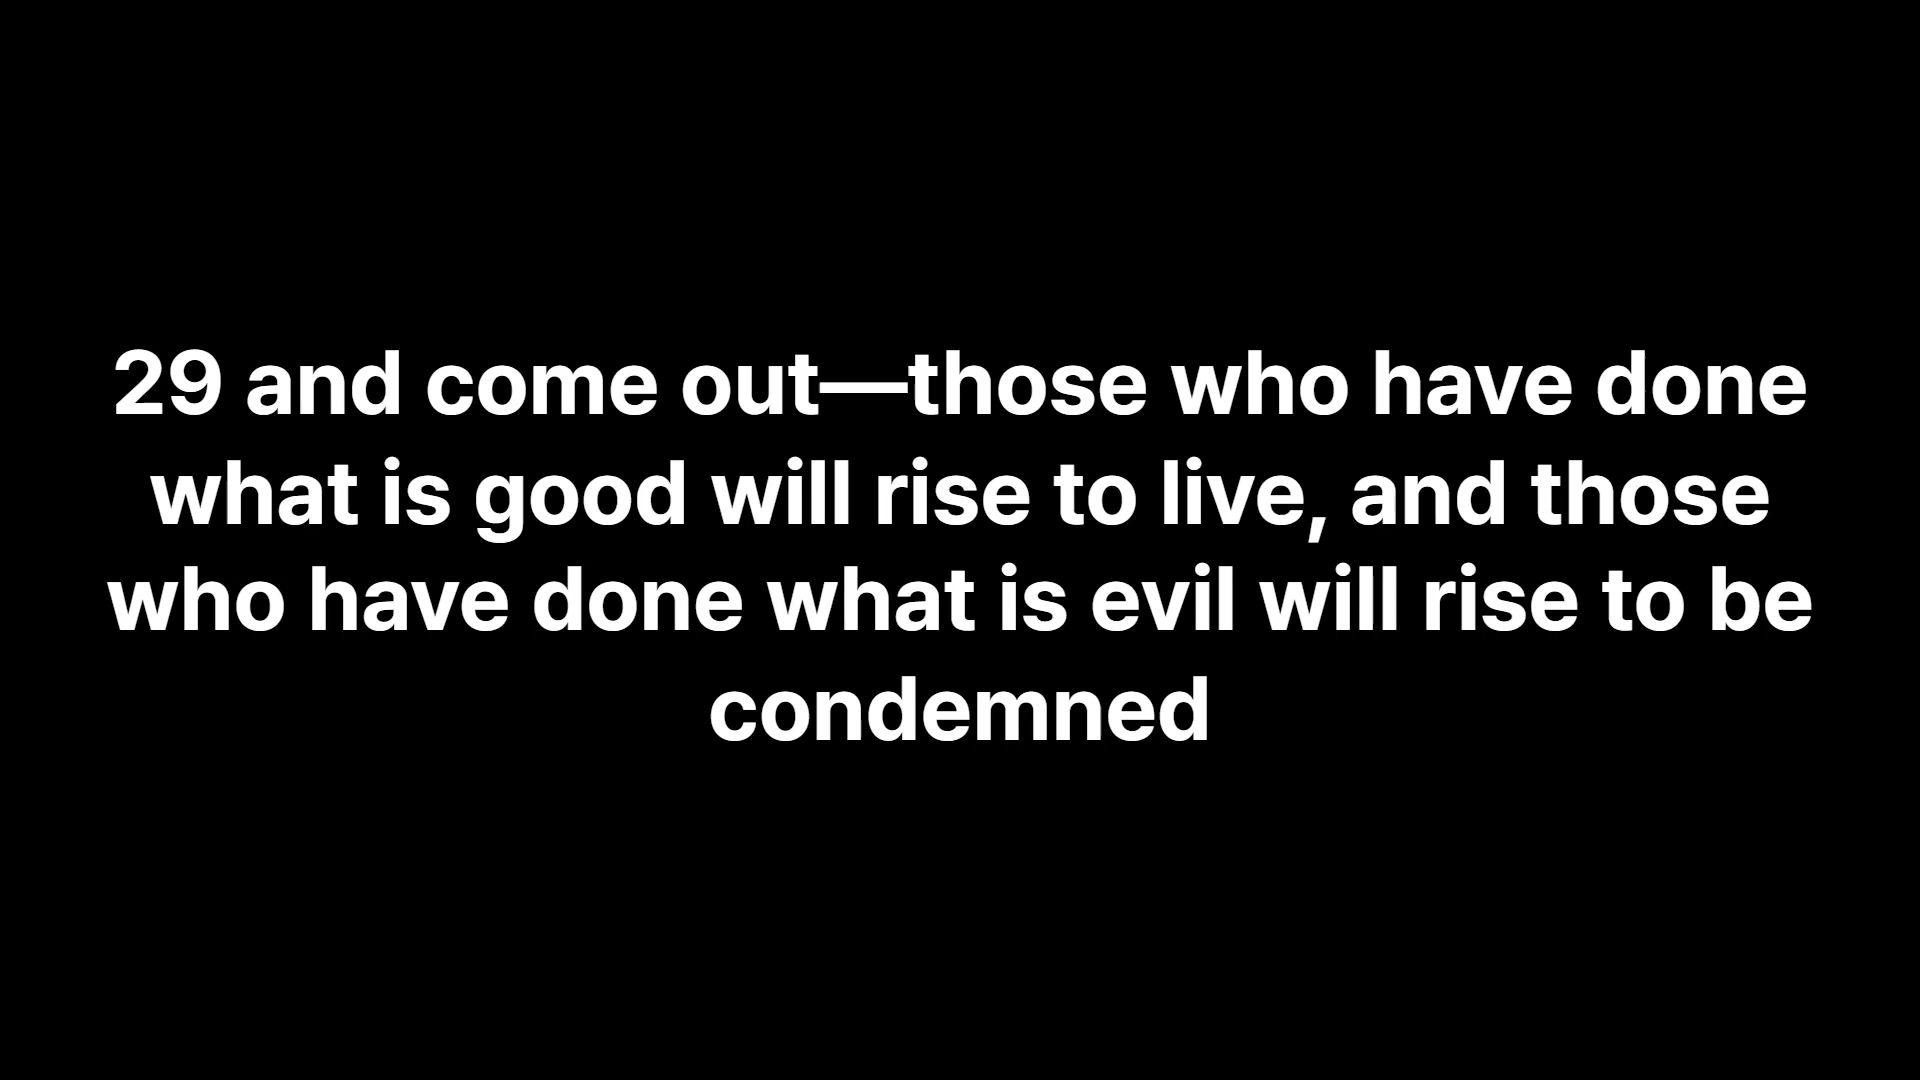 29 and come out—those who have done
what is good will rise to live, and those
who have done what is evil will rise to be
condemned